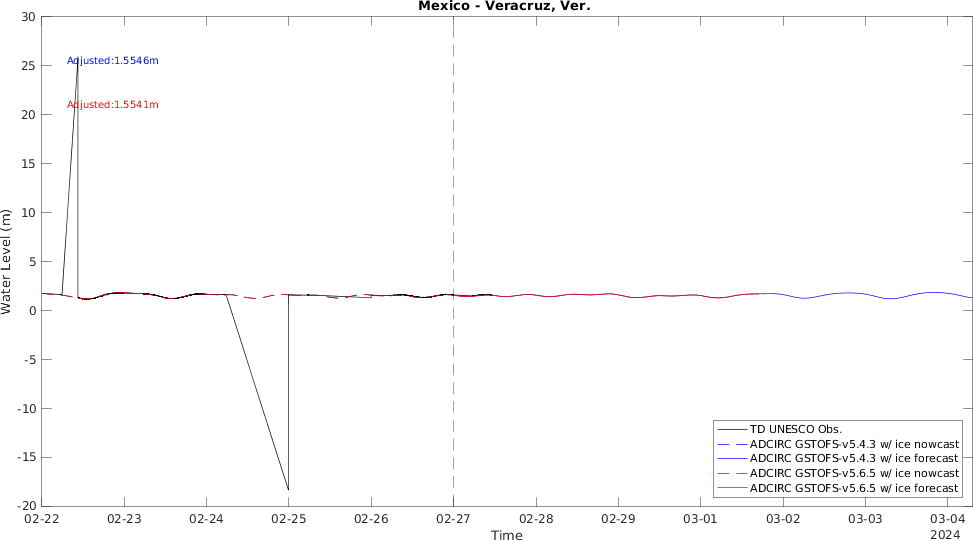 Mexico - Veracruz, Ver.
30
25
20
15
10
5
0
-5
-10
-15
-20
Water Level (m)
Adjusted:1.5546m
Adjusted:1.5541m
TD UNESCO Obs.
ADCIRC GSTOFS-v5.4.3 w/ ice nowcast
ADCIRC GSTOFS-v5.4.3 w/ ice forecast
ADCIRC GSTOFS-v5.6.5 w/ ice nowcast
ADCIRC GSTOFS-v5.6.5 w/ ice forecast
02-22 02-23 02-24 02-25 02-26 02-27 02-28 02-29 03-01 03-02 03-03 03-04
2024
Time